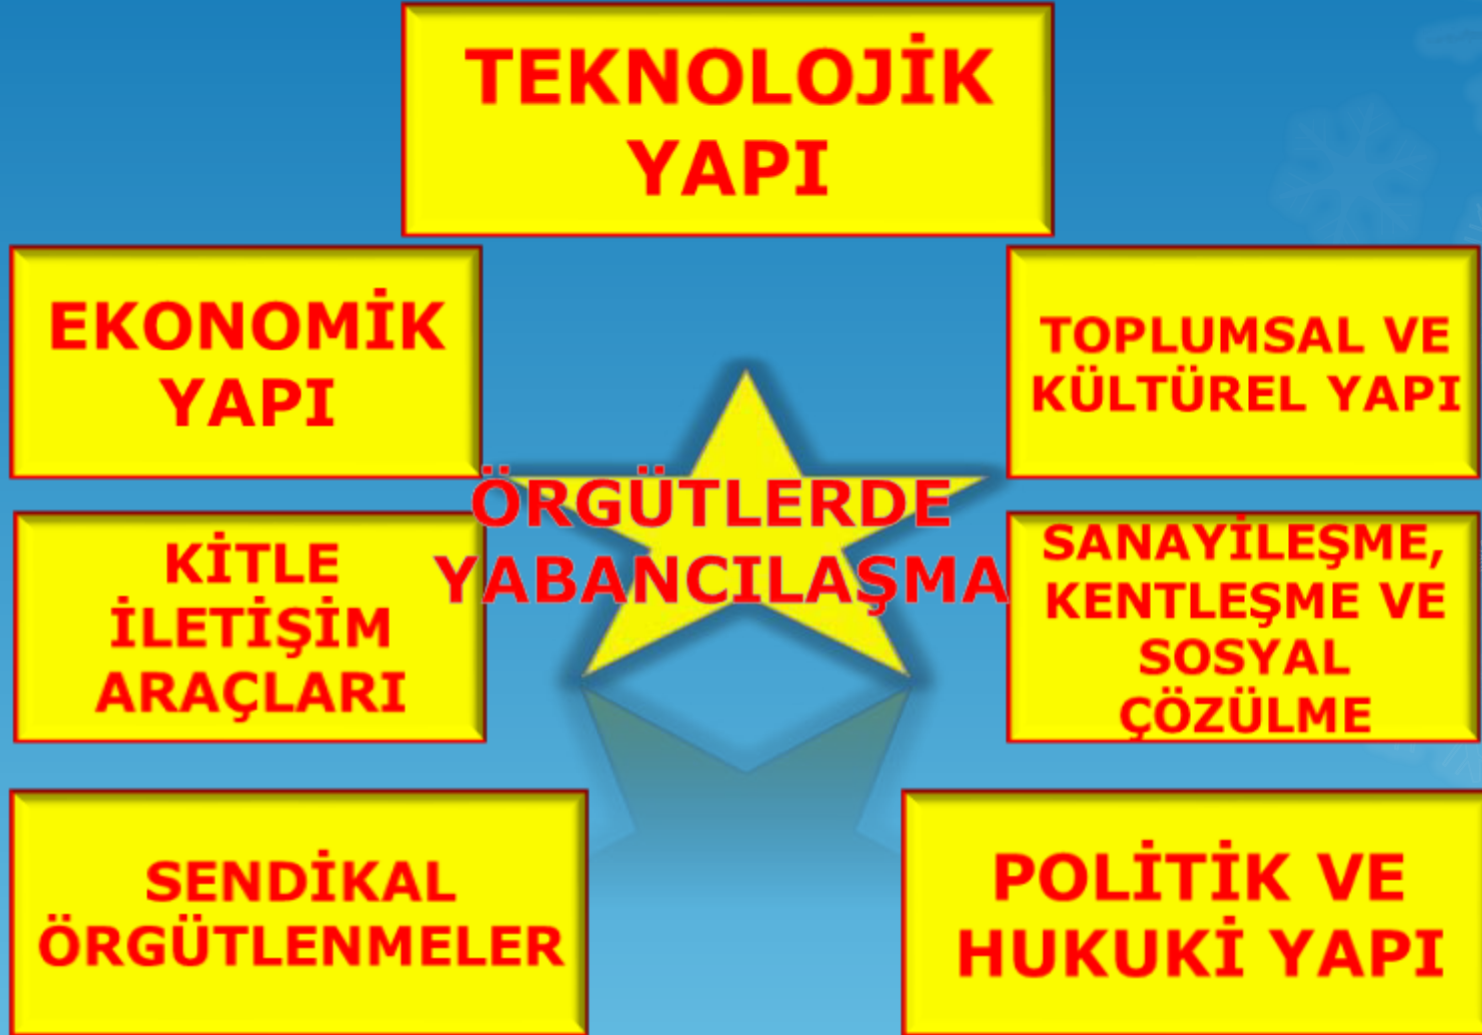 TEKNOLOJİK
YAPI
EKONOMİK
YAPI
TOPLUMSAL VE
KÜLTÜREL YAPI
ÖRGÜTLERDE
YABANCILAŞMA
KİTLE
İLETİŞİM
ARAÇLARI
SANAYİLEŞME,
KENTLEŞME VE
SOSYAL
ÇÖZÜLME
SENDİKAL
ÖRGÜTLENMELER
POLİTİK VE
HUKUKİ YAPI